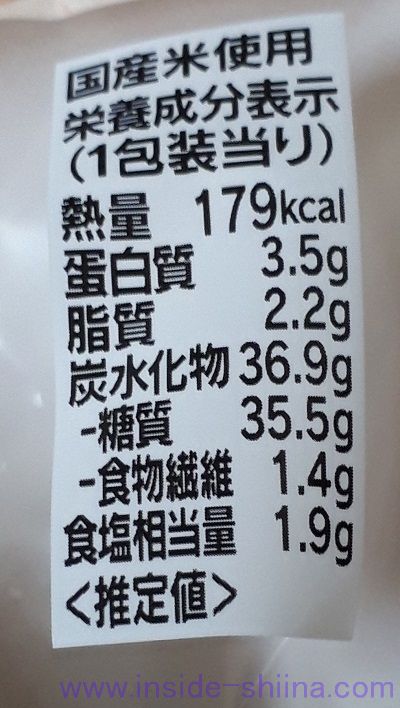 国産米使用
栄養成分表示
(1包装当り)
熱量 179kcal
蛋白質 3.5g
脂質 2.2g
炭水化物 36.9g
-糖質 35.5g
-食物繊維 1.4g
食塩相当量 1.9g
<推定値>
www.inside-shiina.com